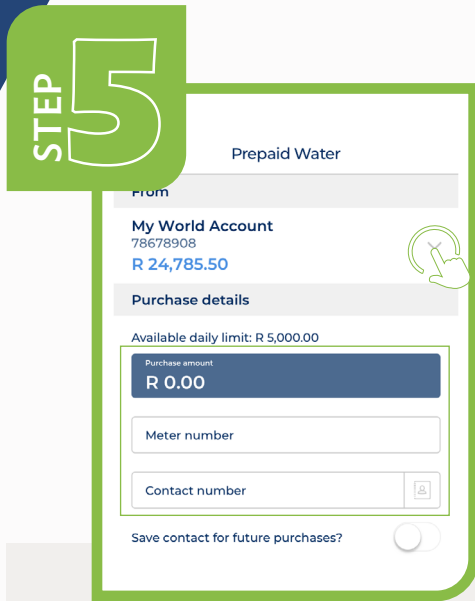 STEP 5
Prepaid Water
From
My World Account
78678908
R 24,785.50
Purchase details
Available daily limit: R 5,000.00
Purchase amount
R 0.00
Meter number
Contact number
Save contact for future purchases?